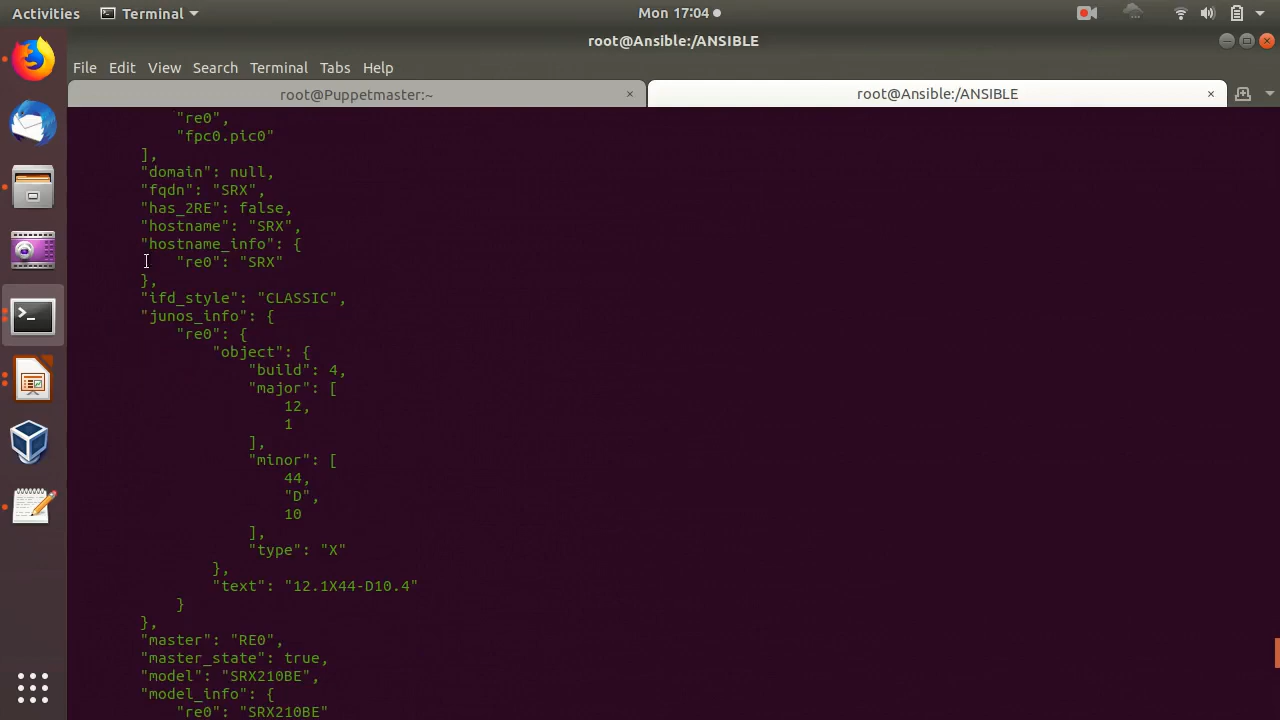 Activities
Terminal
Mon 17:04
root@Ansible:/ANSIBLE
File Edit View Search Terminal Tabs Help
root@Puppetmaster:~
root@Ansible:/ANSIBLE
"re0",
"fpc0.pic0"
],
"domain": null,
"fqdn": "SRX",
"has_2RE": false,
"hostname": "SRX",
"hostname_info": {
"re0": "SRX"
},
"ifd_style": "CLASSIC",
"junos_info": {
"re0": {
"object": {
"build": 4,
"major": [
12,
1
],
"minor": [
44,
"D",
10
],
"type": "X"
},
"text": "12.1X44-D10.4"
}
},
"master": "RE0",
"master_state": true,
"model": "SRX210BE",
"model_info": {
"re0": "SRX210BE"